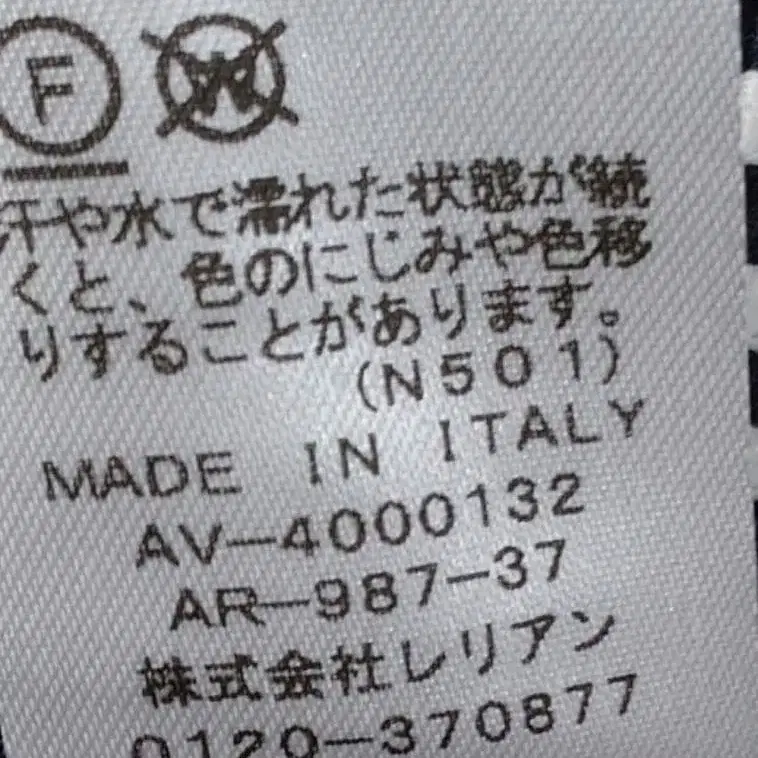 F W
汗や水で濡れた状態が続
くと、色のにじみや色移
りすることがあります。
(N501)
MADE IN ITALY
AV-4000132
AR-987-37
株式会社レリアン
0120-370877